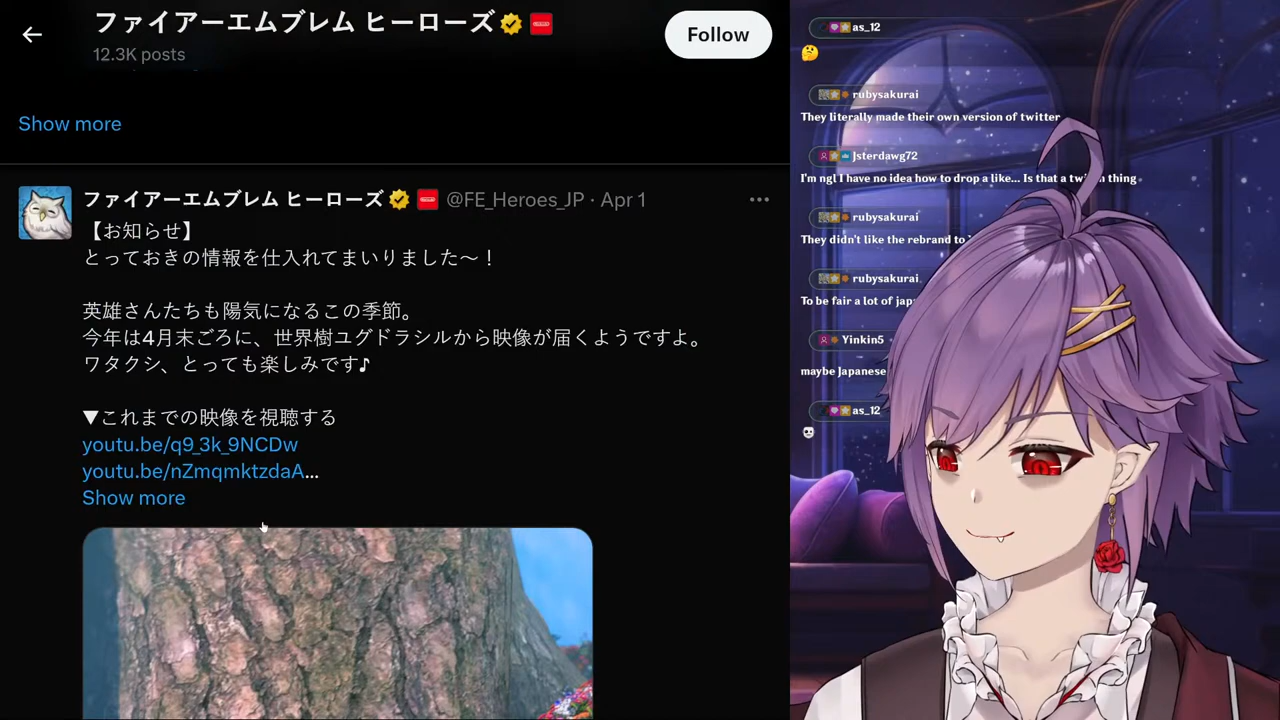 ファイアーエムブレム ヒーローズ
12.3K posts
Follow
Show more
ファイアーエムブレム ヒーローズ @FE_Heroes_JP · Apr 1
【お知らせ】
とっておきの情報を仕入れてまいりました〜！
英雄さんたちも陽気になるこの季節。
今年は4月末ごろに、世界樹ユグドラシルから映像が届くようですよ。
ワタクシ、とっても楽しみです♪
▼これまでの映像を視聴する
youtu.be/q9_3k_9NCDw
youtu.be/nZmqmktzdaA…
Show more
as_12
rubysakurai
They literally made their own version of twitter
Jsterdawg72
I'm ngl I have no idea how to drop a like... Is that a thing
rubysakurai
They didn't like the rebrand to
rubysakurai
To be fair a lot of
Yinkin5
maybe Japanese
as_12